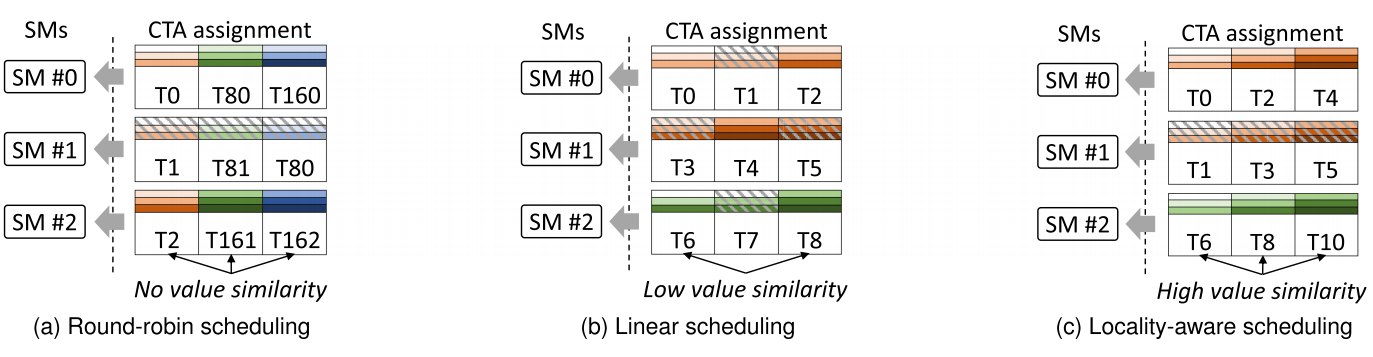 SMs CTA assignment
SM #0
T0 T80 T160
SM #1
T1 T81 T80
SM #2
T2 T161 T162
No value similarity
(a) Round-robin scheduling
SMs CTA assignment
SM #0
T0 T1 T2
SM #1
T3 T4 T5
SM #2
T6 T7 T8
Low value similarity
(b) Linear scheduling
SMs CTA assignment
SM #0
T0 T2 T4
SM #1
T1 T3 T5
SM #2
T6 T8 T10
High value similarity
(c) Locality-aware scheduling